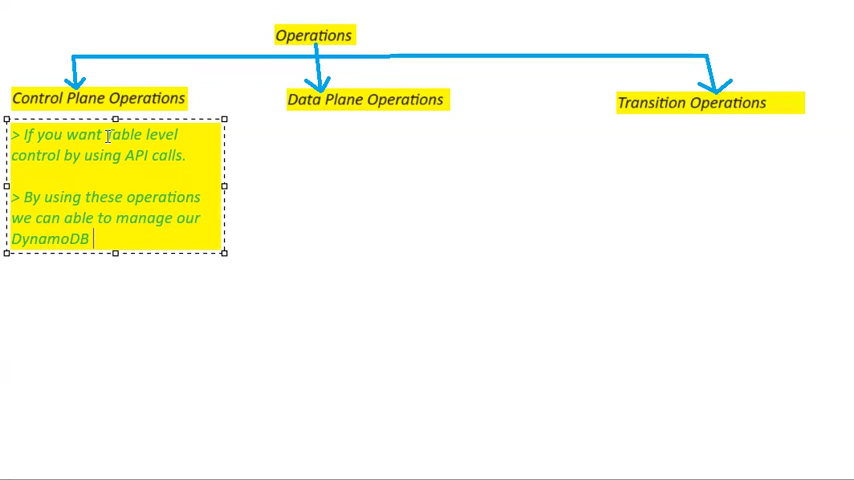 Operations
Control Plane Operations
Data Plane Operations
Transition Operations
> If you want Table level
control by using API calls.
> By using these operations
we can able to manage our
DynamoDB